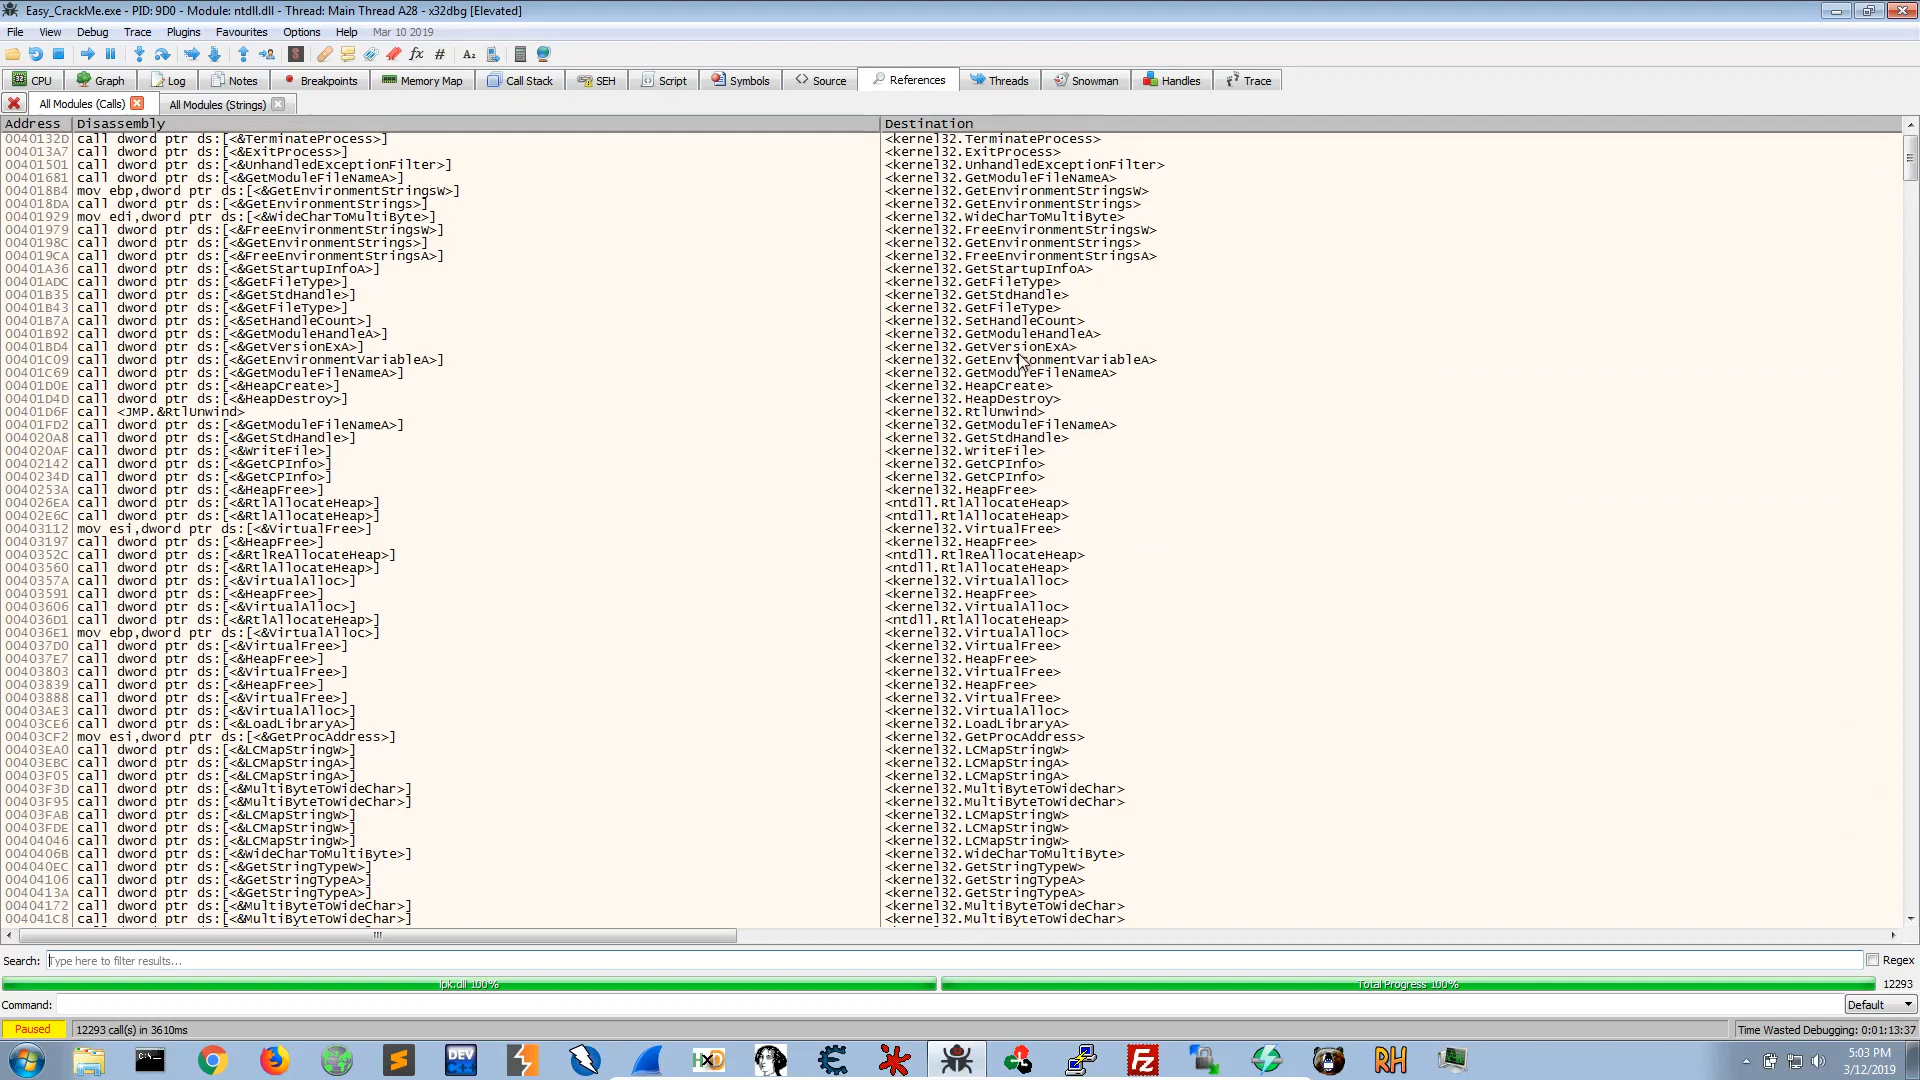 Easy_CrackMe.exe - PID: 9D0 - Module: ntdll.dll - Thread: Main Thread A28 - x32dbg [Elevated]
File View Debug Trace Plugins Favourites Options Help Mar 10 2019
CPU Graph Log Notes Breakpoints Memory Map Call Stack SEH Script Symbols Source References Threads Snowman Handles Trace
All Modules (Calls) All Modules (Strings)
Address Disassembly Destination
0040132D call dword ptr ds:[<&TerminateProcess>] <kernel32.TerminateProcess>
004013A7 call dword ptr ds:[<&ExitProcess>] <kernel32.ExitProcess>
00401501 call dword ptr ds:[<&UnhandledExceptionFilter>] <kernel32.UnhandledExceptionFilter>
00401681 call dword ptr ds:[<&GetModuleFileNameA>] <kernel32.GetModuleFileNameA>
004018B4 mov ebp,dword ptr ds:[<&GetEnvironmentStringsW>] <kernel32.GetEnvironmentStringsW>
004018DA call dword ptr ds:[<&GetEnvironmentStrings>] <kernel32.GetEnvironmentStrings>
00401929 mov edi,dword ptr ds:[<&WideCharToMultiByte>] <kernel32.WideCharToMultiByte>
00401979 call dword ptr ds:[<&FreeEnvironmentStringsW>] <kernel32.FreeEnvironmentStringsW>
0040198C call dword ptr ds:[<&GetEnvironmentStrings>] <kernel32.GetEnvironmentStrings>
004019CA call dword ptr ds:[<&FreeEnvironmentStringsA>] <kernel32.FreeEnvironmentStringsA>
00401A36 call dword ptr ds:[<&GetStartupInfoA>] <kernel32.GetStartupInfoA>
00401ADC call dword ptr ds:[<&GetFileType>] <kernel32.GetFileType>
00401B35 call dword ptr ds:[<&GetStdHandle>] <kernel32.GetStdHandle>
00401B43 call dword ptr ds:[<&GetFileType>] <kernel32.GetFileType>
00401B7A call dword ptr ds:[<&SetHandleCount>] <kernel32.SetHandleCount>
00401B92 call dword ptr ds:[<&GetModuleHandleA>] <kernel32.GetModuleHandleA>
00401BD4 call dword ptr ds:[<&GetVersionExA>] <kernel32.GetVersionExA>
00401C09 call dword ptr ds:[<&GetEnvironmentVariableA>] <kernel32.GetEnvironmentVariableA>
00401C69 call dword ptr ds:[<&GetModuleFileNameA>] <kernel32.GetModuleFileNameA>
00401D0E call dword ptr ds:[<&HeapCreate>] <kernel32.HeapCreate>
00401D4D call dword ptr ds:[<&HeapDestroy>] <kernel32.HeapDestroy>
00401D6F call <JMP.&RtlUnwind> <kernel32.RtlUnwind>
00401FD2 call dword ptr ds:[<&GetModuleFileNameA>] <kernel32.GetModuleFileNameA>
004020A8 call dword ptr ds:[<&GetStdHandle>] <kernel32.GetStdHandle>
004020AF call dword ptr ds:[<&WriteFile>] <kernel32.WriteFile>
00402142 call dword ptr ds:[<&GetCPInfo>] <kernel32.GetCPInfo>
0040234D call dword ptr ds:[<&GetCPInfo>] <kernel32.GetCPInfo>
0040253A call dword ptr ds:[<&HeapFree>] <kernel32.HeapFree>
004026EA call dword ptr ds:[<&RtlAllocateHeap>] <ntdll.RtlAllocateHeap>
00402E6C call dword ptr ds:[<&RtlAllocateHeap>] <ntdll.RtlAllocateHeap>
00403112 mov esi,dword ptr ds:[<&VirtualFree>] <kernel32.VirtualFree>
00403197 call dword ptr ds:[<&HeapFree>] <kernel32.HeapFree>
0040352C call dword ptr ds:[<&RtlReAllocateHeap>] <ntdll.RtlReAllocateHeap>
00403560 call dword ptr ds:[<&RtlAllocateHeap>] <ntdll.RtlAllocateHeap>
0040357A call dword ptr ds:[<&VirtualAlloc>] <kernel32.VirtualAlloc>
00403591 call dword ptr ds:[<&HeapFree>] <kernel32.HeapFree>
00403606 call dword ptr ds:[<&VirtualAlloc>] <kernel32.VirtualAlloc>
004036D1 call dword ptr ds:[<&RtlAllocateHeap>] <ntdll.RtlAllocateHeap>
004036E1 mov ebp,dword ptr ds:[<&VirtualAlloc>] <kernel32.VirtualAlloc>
004037D0 call dword ptr ds:[<&VirtualFree>] <kernel32.VirtualFree>
004037E7 call dword ptr ds:[<&HeapFree>] <kernel32.HeapFree>
00403803 call dword ptr ds:[<&VirtualFree>] <kernel32.VirtualFree>
00403839 call dword ptr ds:[<&HeapFree>] <kernel32.HeapFree>
00403888 call dword ptr ds:[<&VirtualFree>] <kernel32.VirtualFree>
00403AE3 call dword ptr ds:[<&VirtualAlloc>] <kernel32.VirtualAlloc>
00403CE6 call dword ptr ds:[<&LoadLibraryA>] <kernel32.LoadLibraryA>
00403CF2 mov esi,dword ptr ds:[<&GetProcAddress>] <kernel32.GetProcAddress>
00403EA0 call dword ptr ds:[<&LCMapStringW>] <kernel32.LCMapStringW>
00403EBC call dword ptr ds:[<&LCMapStringA>] <kernel32.LCMapStringA>
00403F05 call dword ptr ds:[<&LCMapStringA>] <kernel32.LCMapStringA>
00403F3D call dword ptr ds:[<&MultiByteToWideChar>] <kernel32.MultiByteToWideChar>
00403F95 call dword ptr ds:[<&MultiByteToWideChar>] <kernel32.MultiByteToWideChar>
00403FAB call dword ptr ds:[<&LCMapStringW>] <kernel32.LCMapStringW>
00403FDE call dword ptr ds:[<&LCMapStringW>] <kernel32.LCMapStringW>
00404046 call dword ptr ds:[<&LCMapStringW>] <kernel32.LCMapStringW>
0040406B call dword ptr ds:[<&WideCharToMultiByte>] <kernel32.WideCharToMultiByte>
004040EC call dword ptr ds:[<&GetStringTypeW>] <kernel32.GetStringTypeW>
00404106 call dword ptr ds:[<&GetStringTypeA>] <kernel32.GetStringTypeA>
0040413A call dword ptr ds:[<&GetStringTypeA>] <kernel32.GetStringTypeA>
00404172 call dword ptr ds:[<&MultiByteToWideChar>] <kernel32.MultiByteToWideChar>
004041C8 call dword ptr ds:[<&MultiByteToWideChar>] <kernel32.MultiByteToWideChar>
Search: Type here to filter results... Regex
lpk.dll 100% Total Progress 100% 12293
Command: Default
Paused 12293 call(s) in 3610ms Time Wasted Debugging: 0:01:13:37
DEV C++ HxD FZ RH
5:03 PM
3/12/2019